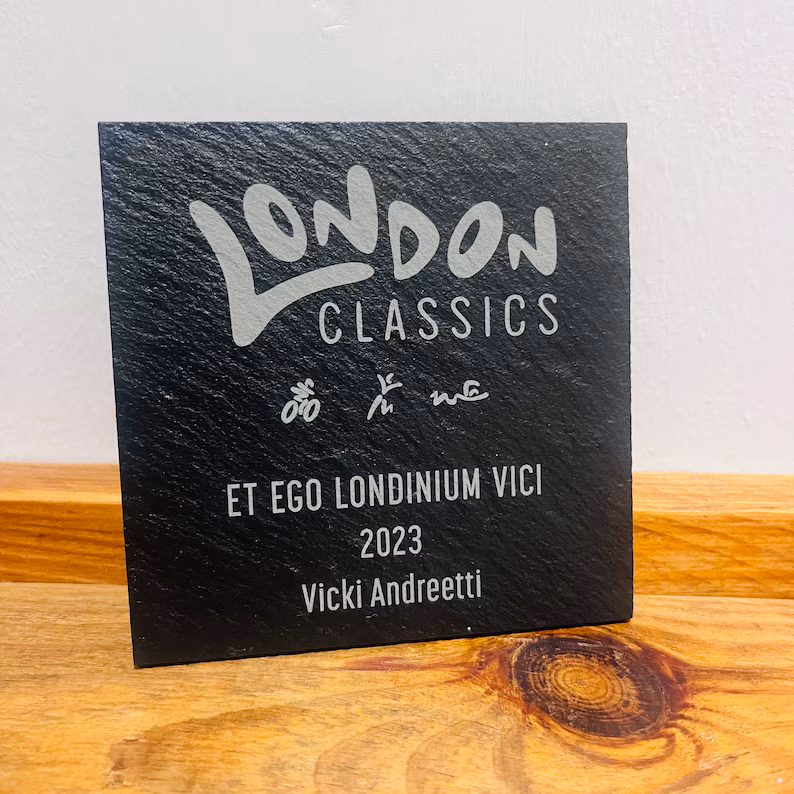 LONDON
CLASSICS
ET EGO LONDINIUM VICI
2023
Vicki Andreetti